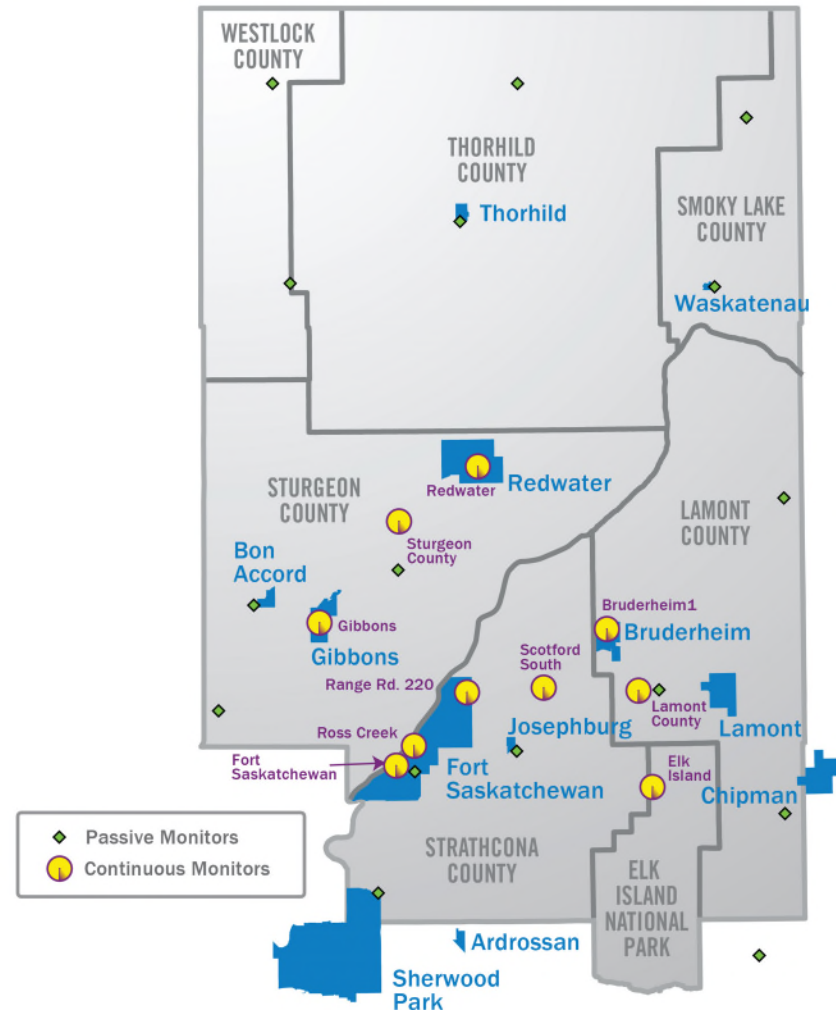 WESTLOCK
COUNTY
THORHILD
COUNTY
Thorhild
SMOKY LAKE
COUNTY
Waskatenau
Redwater
Redwater
STURGEON
COUNTY
LAMONT
COUNTY
Sturgeon
County
Bon
Accord
Bruderheim1
Gibbons
Bruderheim
Gibbons
Scotford
South
Range Rd. 220
Lamont
County
Josephburg
Lamont
Ross Creek
Fort
Saskatchewan
Fort
Saskatchewan
Elk
Island
Chipman
Passive Monitors
Continuous Monitors
STRATHCONA
COUNTY
ELK
ISLAND
NATIONAL
PARK
Ardrossan
Sherwood
Park